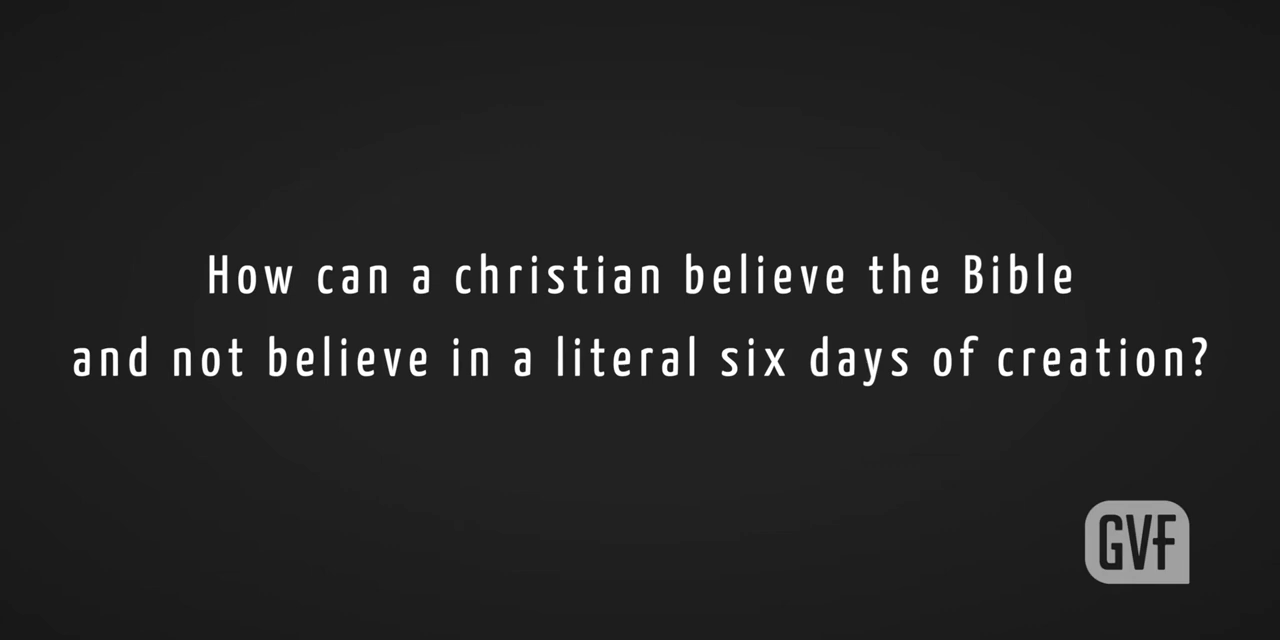 How can a christian believe the Bible
and not believe in a literal six days of creation?
GVF